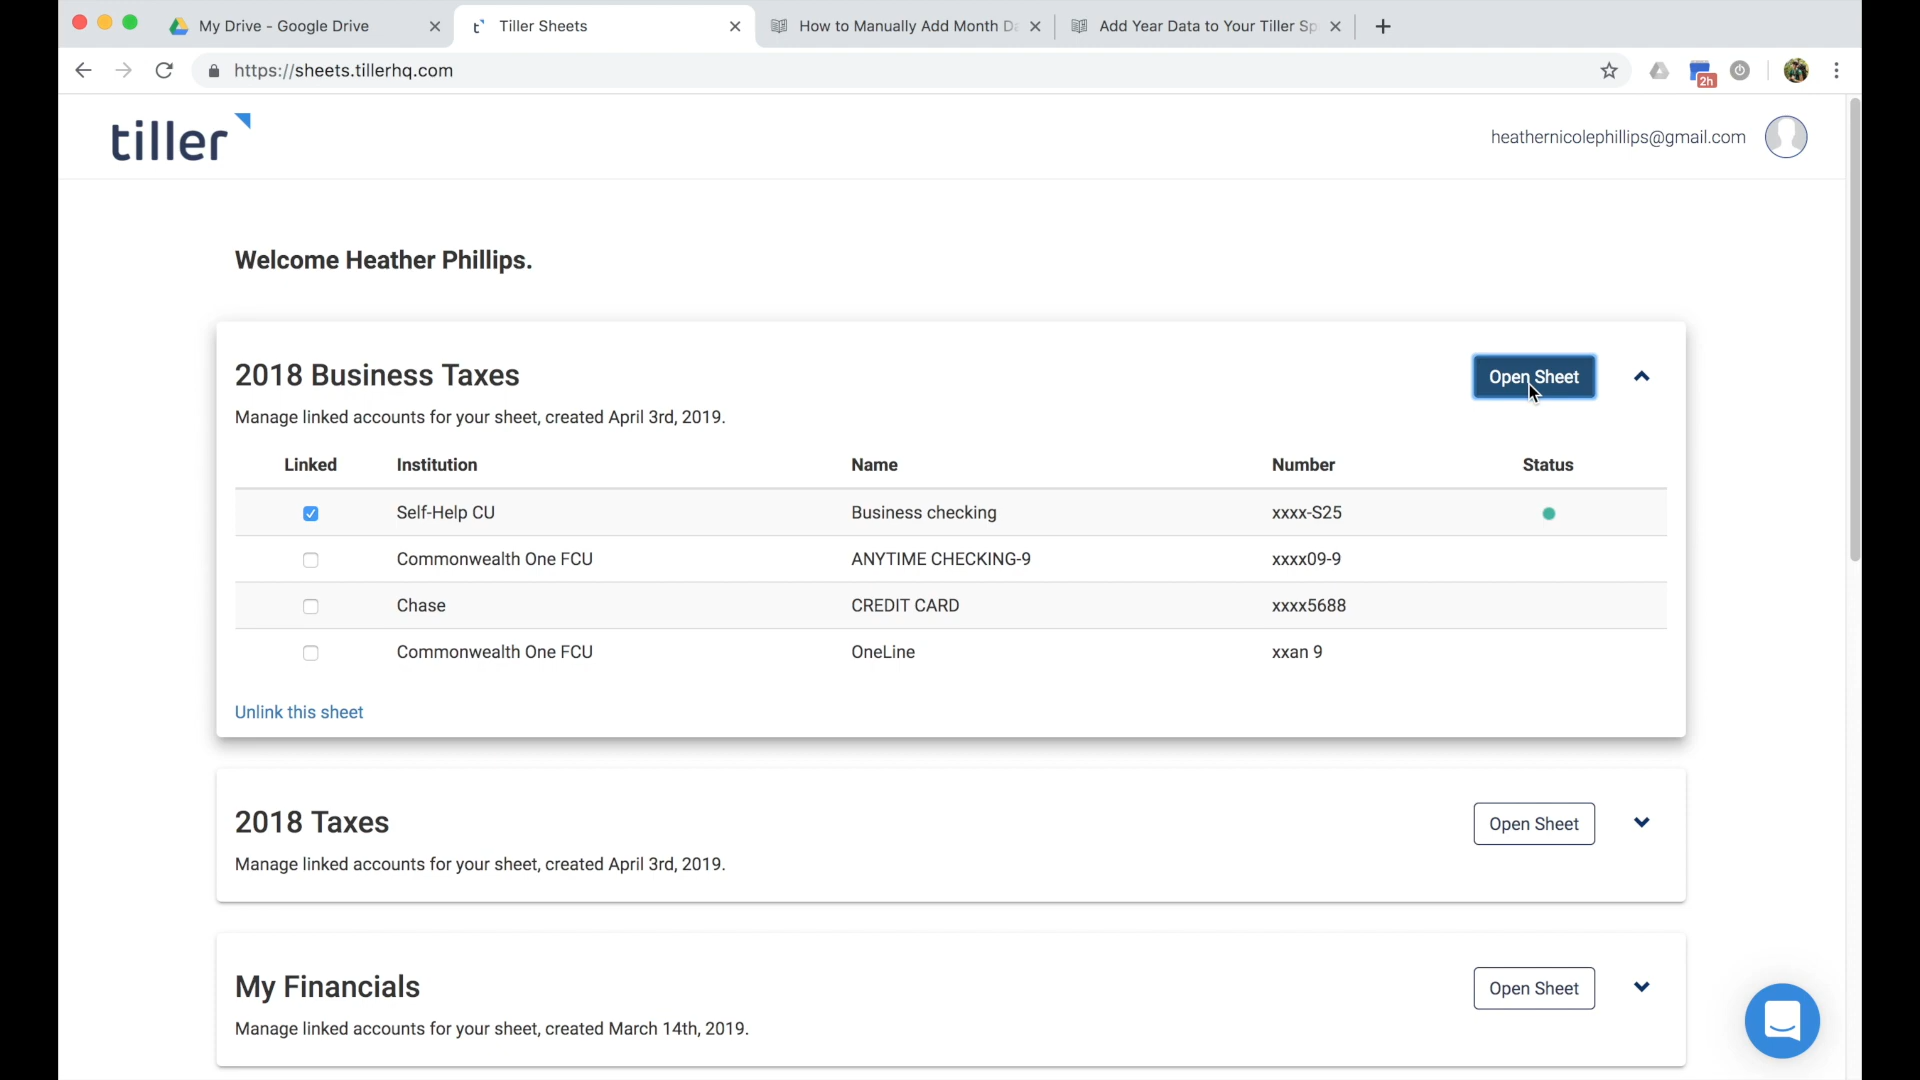 My Drive - Google Drive
Tiller Sheets
How to Manually Add Month Da
Add Year Data to Your Tiller Sp
https://sheets.tillerhq.com
2h
tiller
heathernicolephillips@gmail.com
Welcome Heather Phillips.
2018 Business Taxes
Open Sheet
Manage linked accounts for your sheet, created April 3rd, 2019.
Linked Institution Name Number Status
Self-Help CU Business checking xxxx-S25
Commonwealth One FCU ANYTIME CHECKING-9 xxxx09-9
Chase CREDIT CARD xxxx5688
Commonwealth One FCU OneLine xxan 9
Unlink this sheet
2018 Taxes
Open Sheet
Manage linked accounts for your sheet, created April 3rd, 2019.
My Financials
Open Sheet
Manage linked accounts for your sheet, created March 14th, 2019.